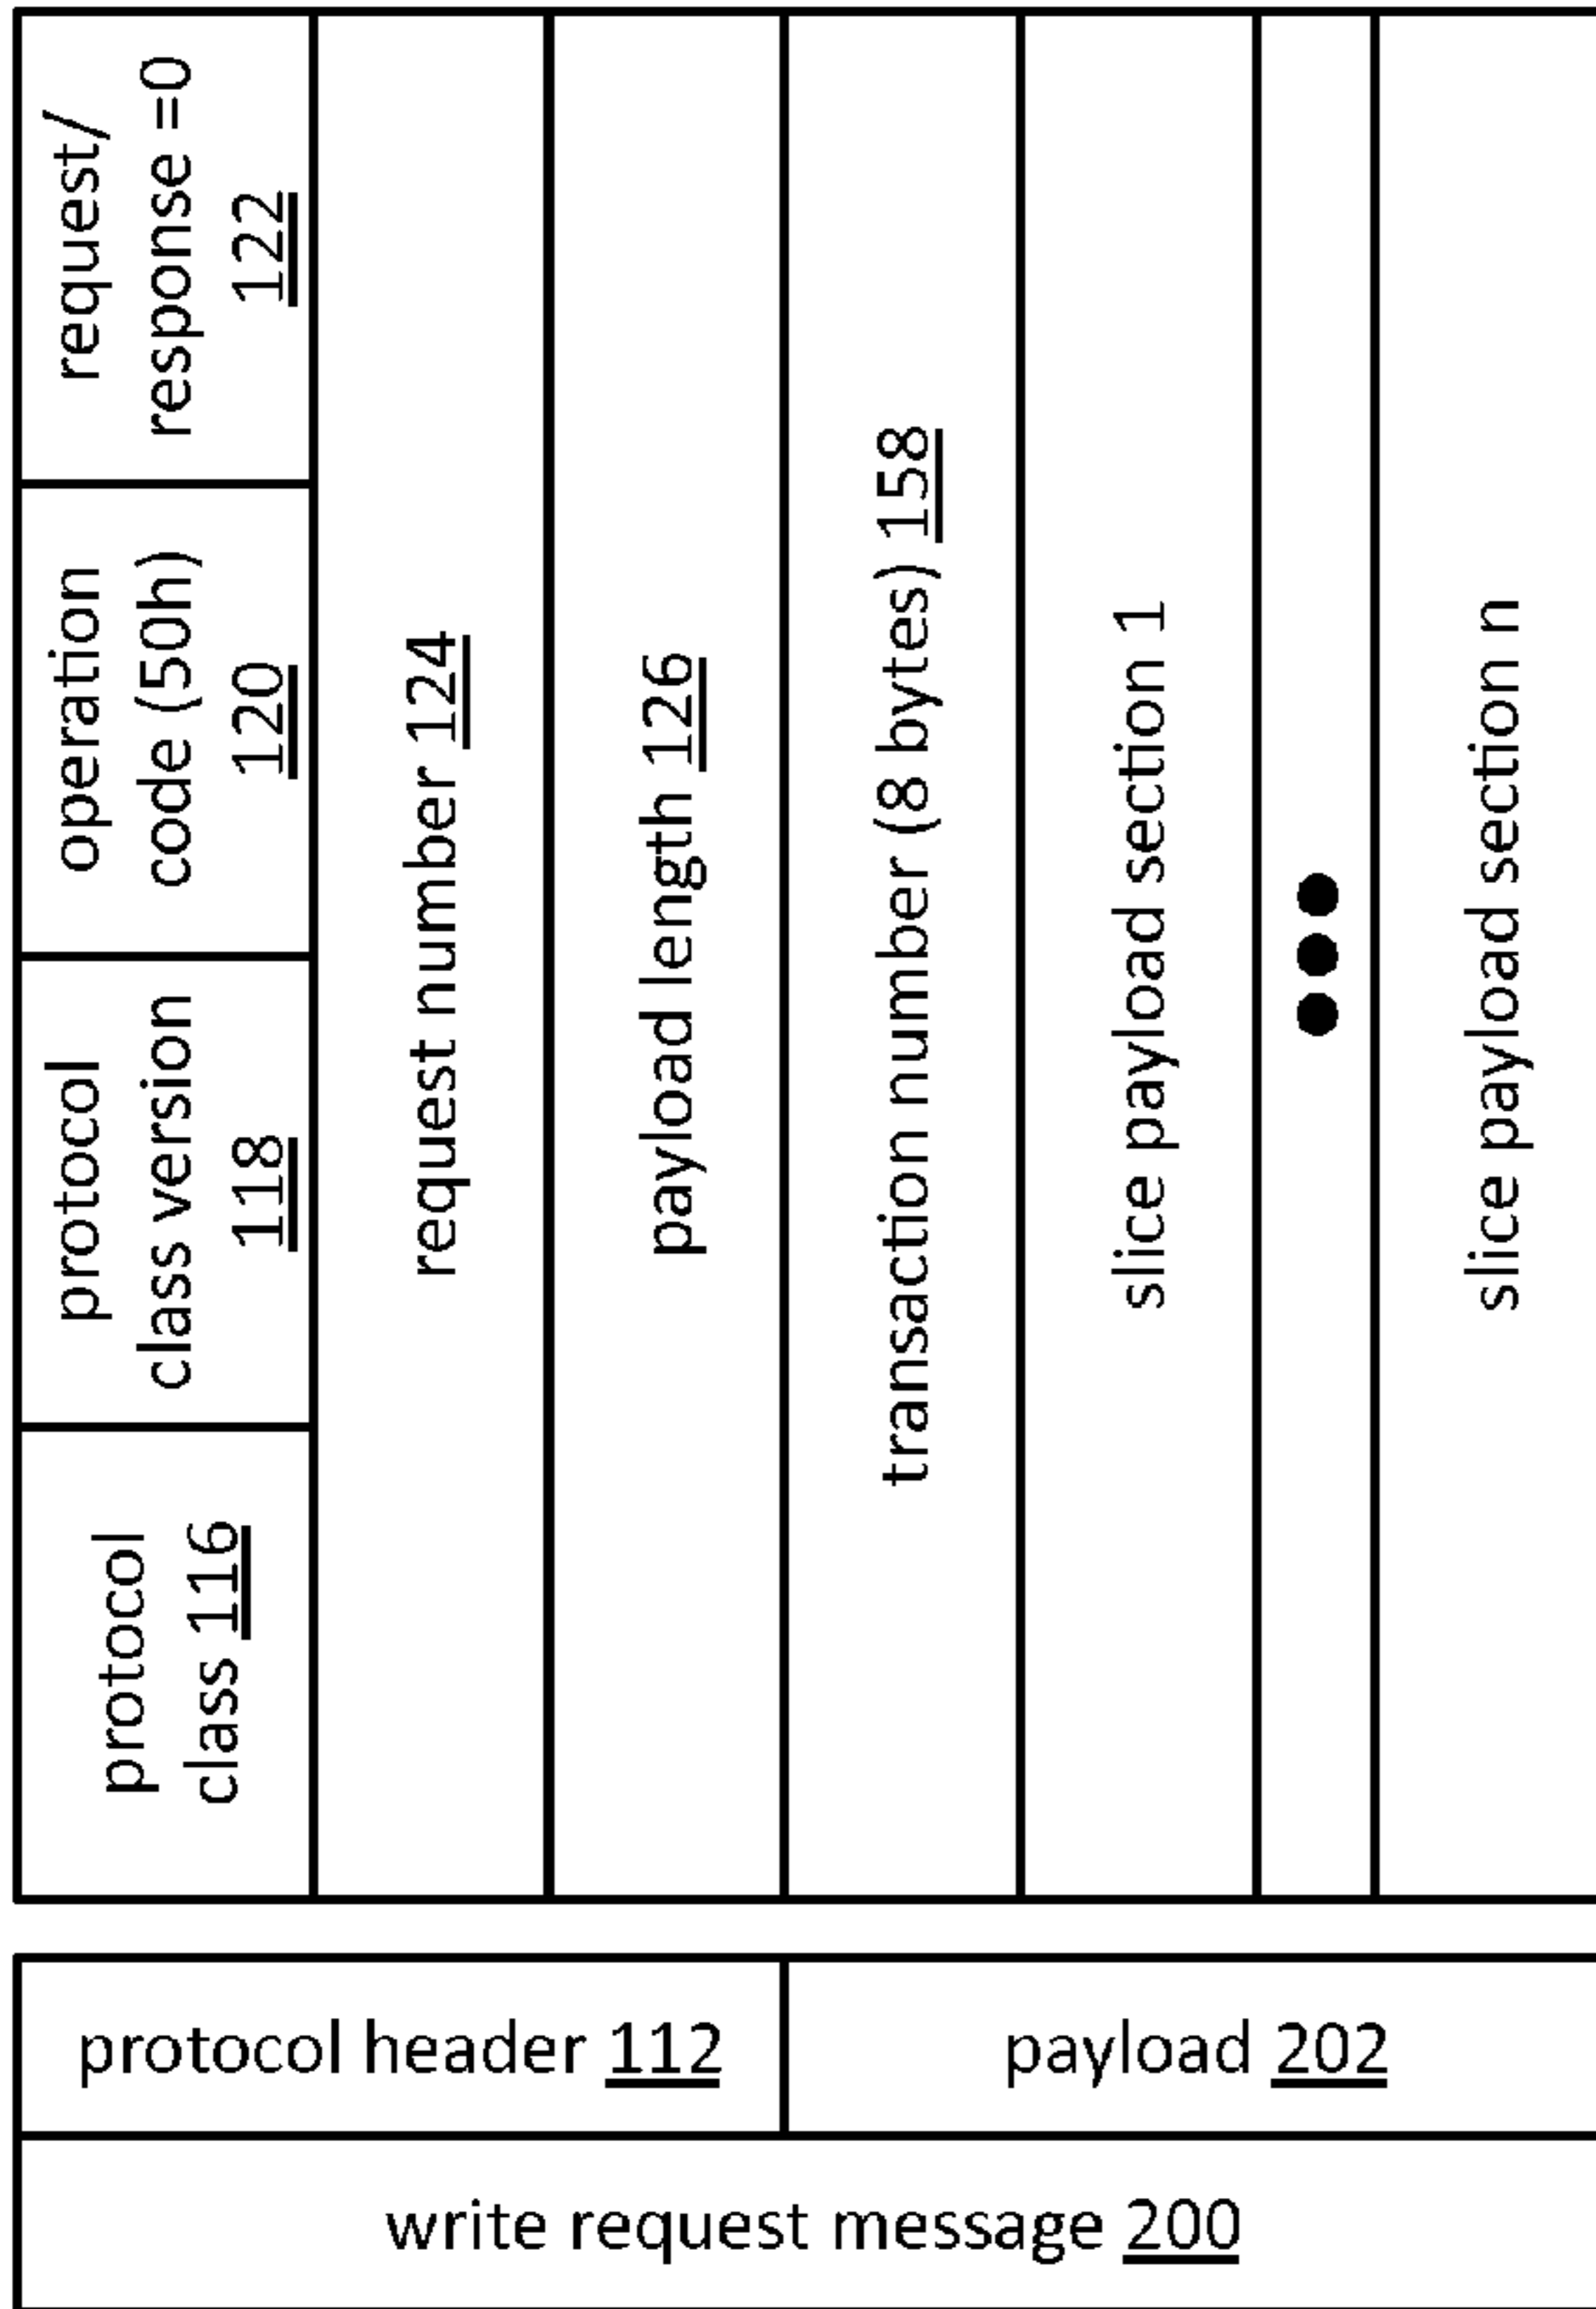 protocol
class 116
protocol
class version
118
operation
code (50h)
120
request/
response =0
122
request number 124
payload length 126
transaction number (8 bytes) 158
slice payload section 1
slice payload section n
protocol header 112
payload 202
write request message 200